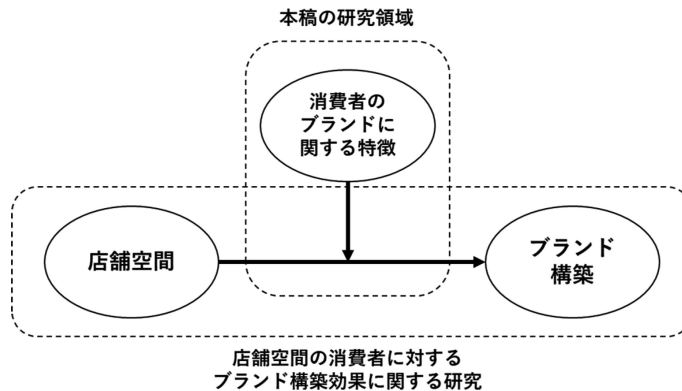 本稿の研究領域
消費者の
ブランドに
関する特徴
店舗空間
ブランド
構築
店舗空間の消費者に対する
ブランド構築効果に関する研究